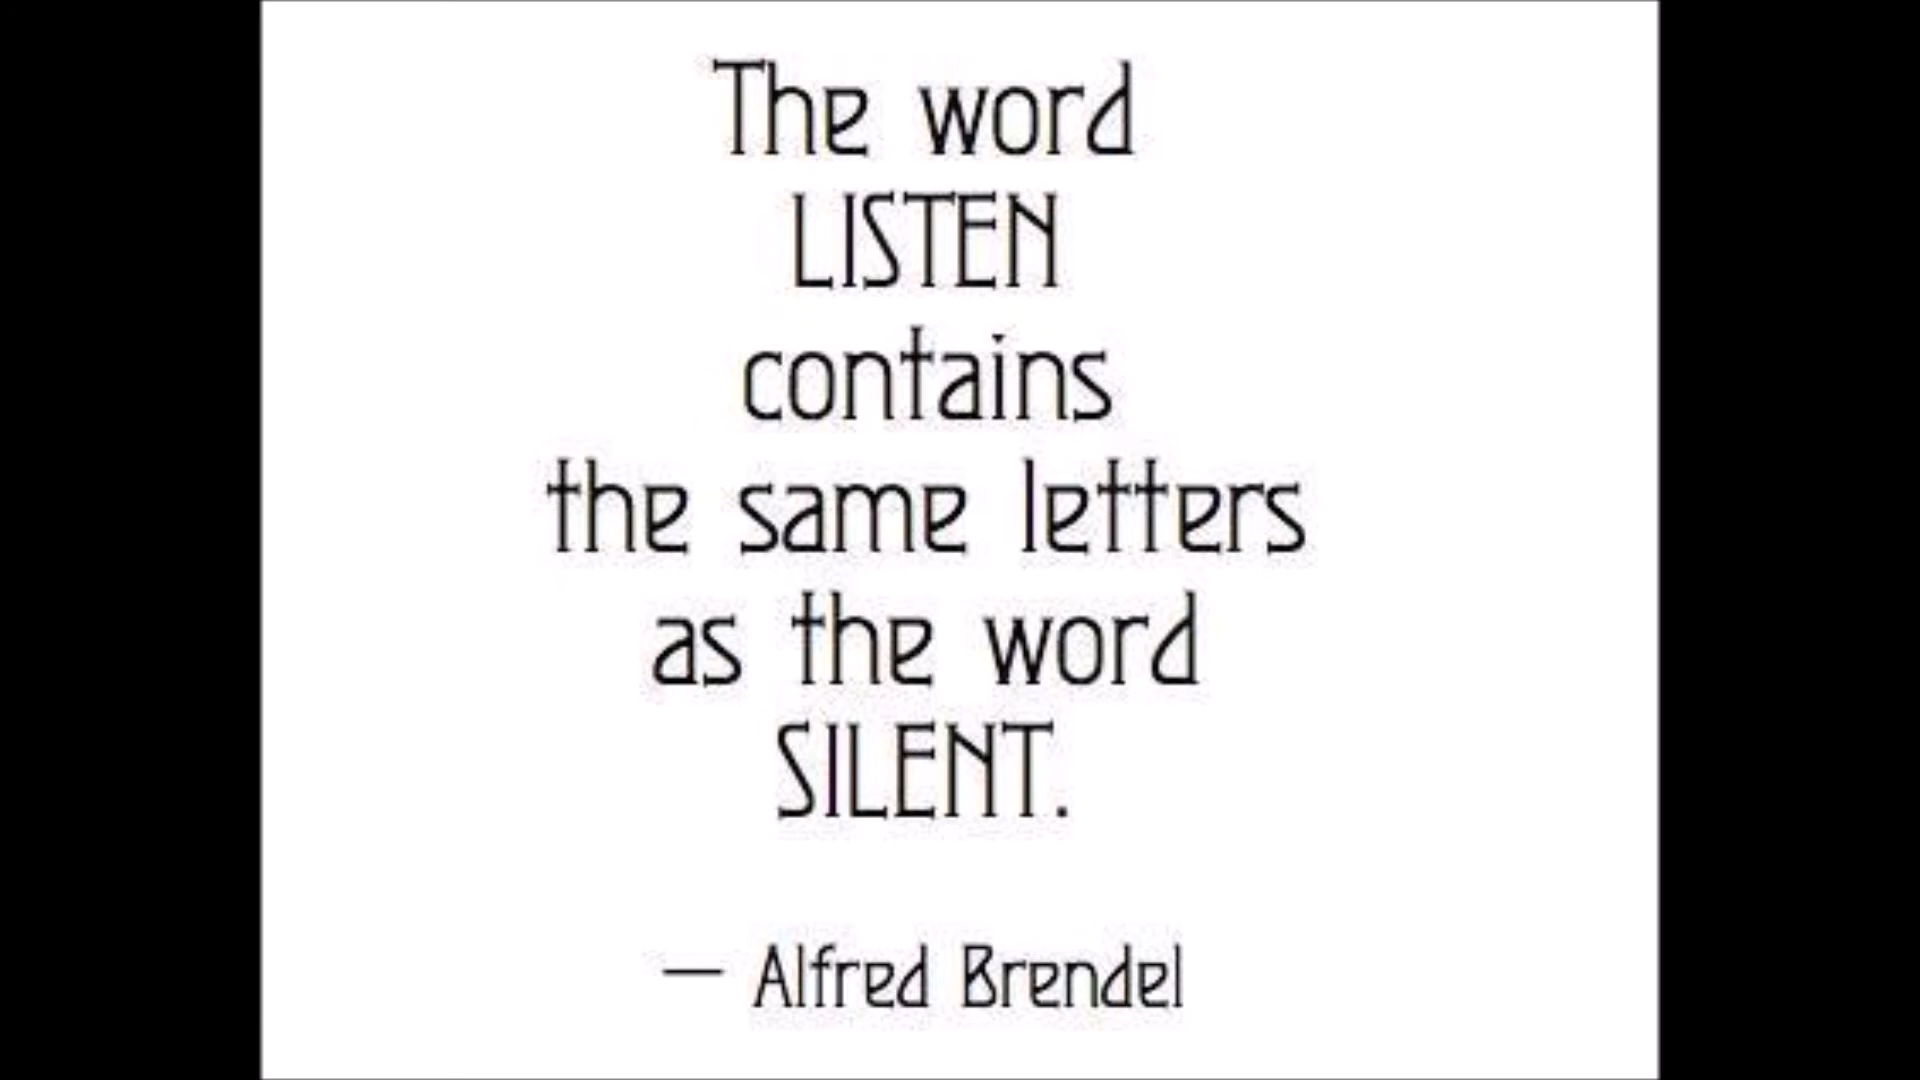 The word
LISTEN
contains
the same letters
as the word
SILENT.
— Alfred Brendel